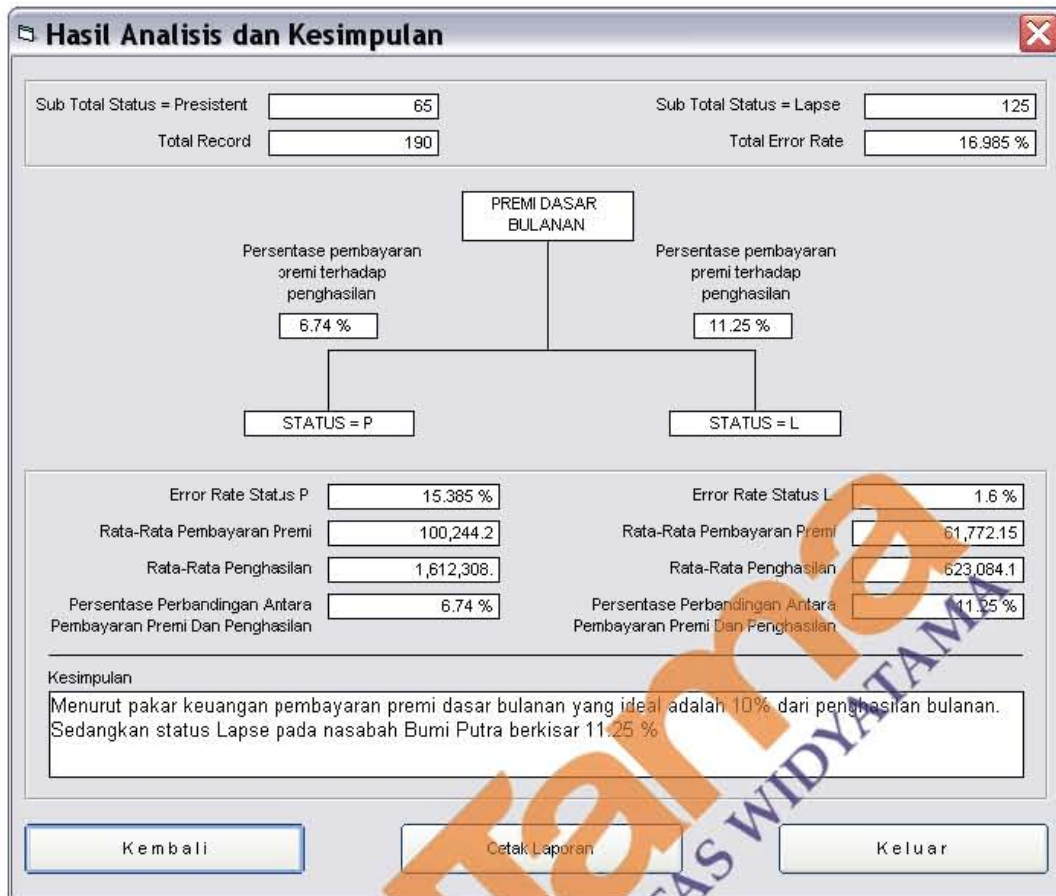 Hasil Analisis dan Kesimpulan
Sub Total Status = Presistent 65
Sub Total Status = Lapse 125
Total Record 190
Total Error Rate 16.985 %
PREMI DASAR
BULANAN
Persentase pembayaran
premi terhadap
penghasilan
6.74 %
Persentase pembayaran
premi terhadap
penghasilan
11.25 %
STATUS = P
STATUS = L
Error Rate Status P 15.385 %
Rata-Rata Pembayaran Premi 100,244.2
Rata-Rata Penghasilan 1,612,308.
Persentase Perbandingan Antara
Pembayaran Premi Dan Penghasilan 6.74 %
Error Rate Status L 1.6 %
Rata-Rata Pembayaran Premi 61,772.15
Rata-Rata Penghasilan 623,084.1
Persentase Perbandingan Antara
Pembayaran Premi Dan Penghasilan 11.25 %
Kesimpulan
Menurut pakar keuangan pembayaran premi dasar bulanan yang ideal adalah 10% dari penghasilan bulanan.
Sedangkan status Lapse pada nasabah Bumi Putra berkisar 11.25 %
Kembali
Cetak Laporan
Keluar
Tama
TAS WIDYATAMA